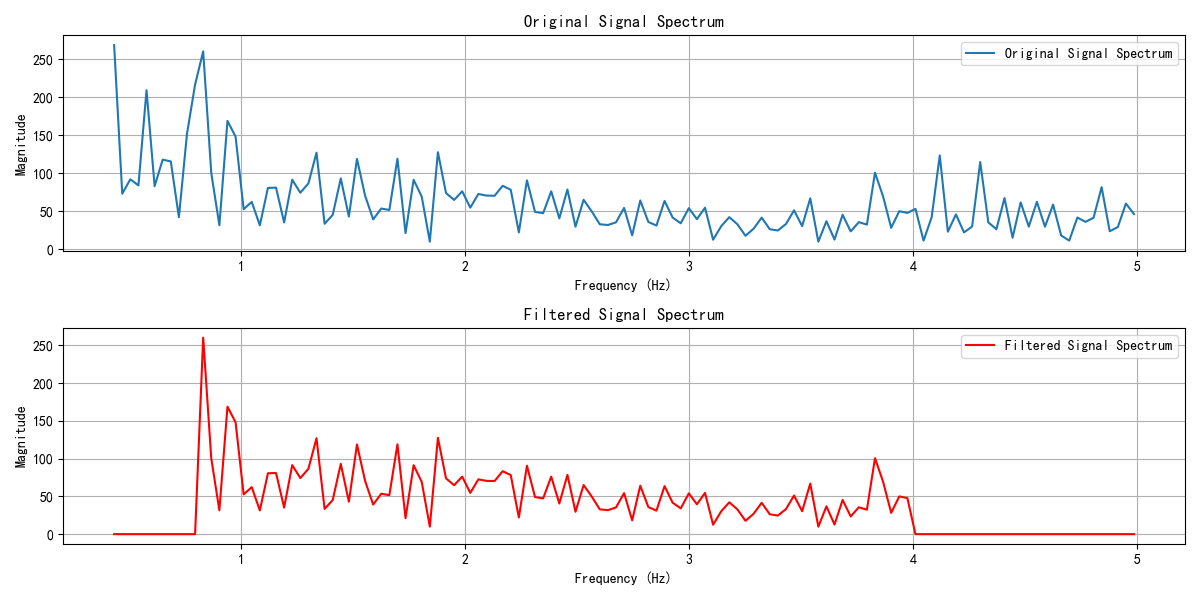 Original Signal Spectrum
Original Signal Spectrum
Magnitude
250
200
150
100
50
0
1 2 3 4 5
Frequency (Hz)
Filtered Signal Spectrum
Filtered Signal Spectrum
Magnitude
250
200
150
100
50
0
1 2 3 4 5
Frequency (Hz)